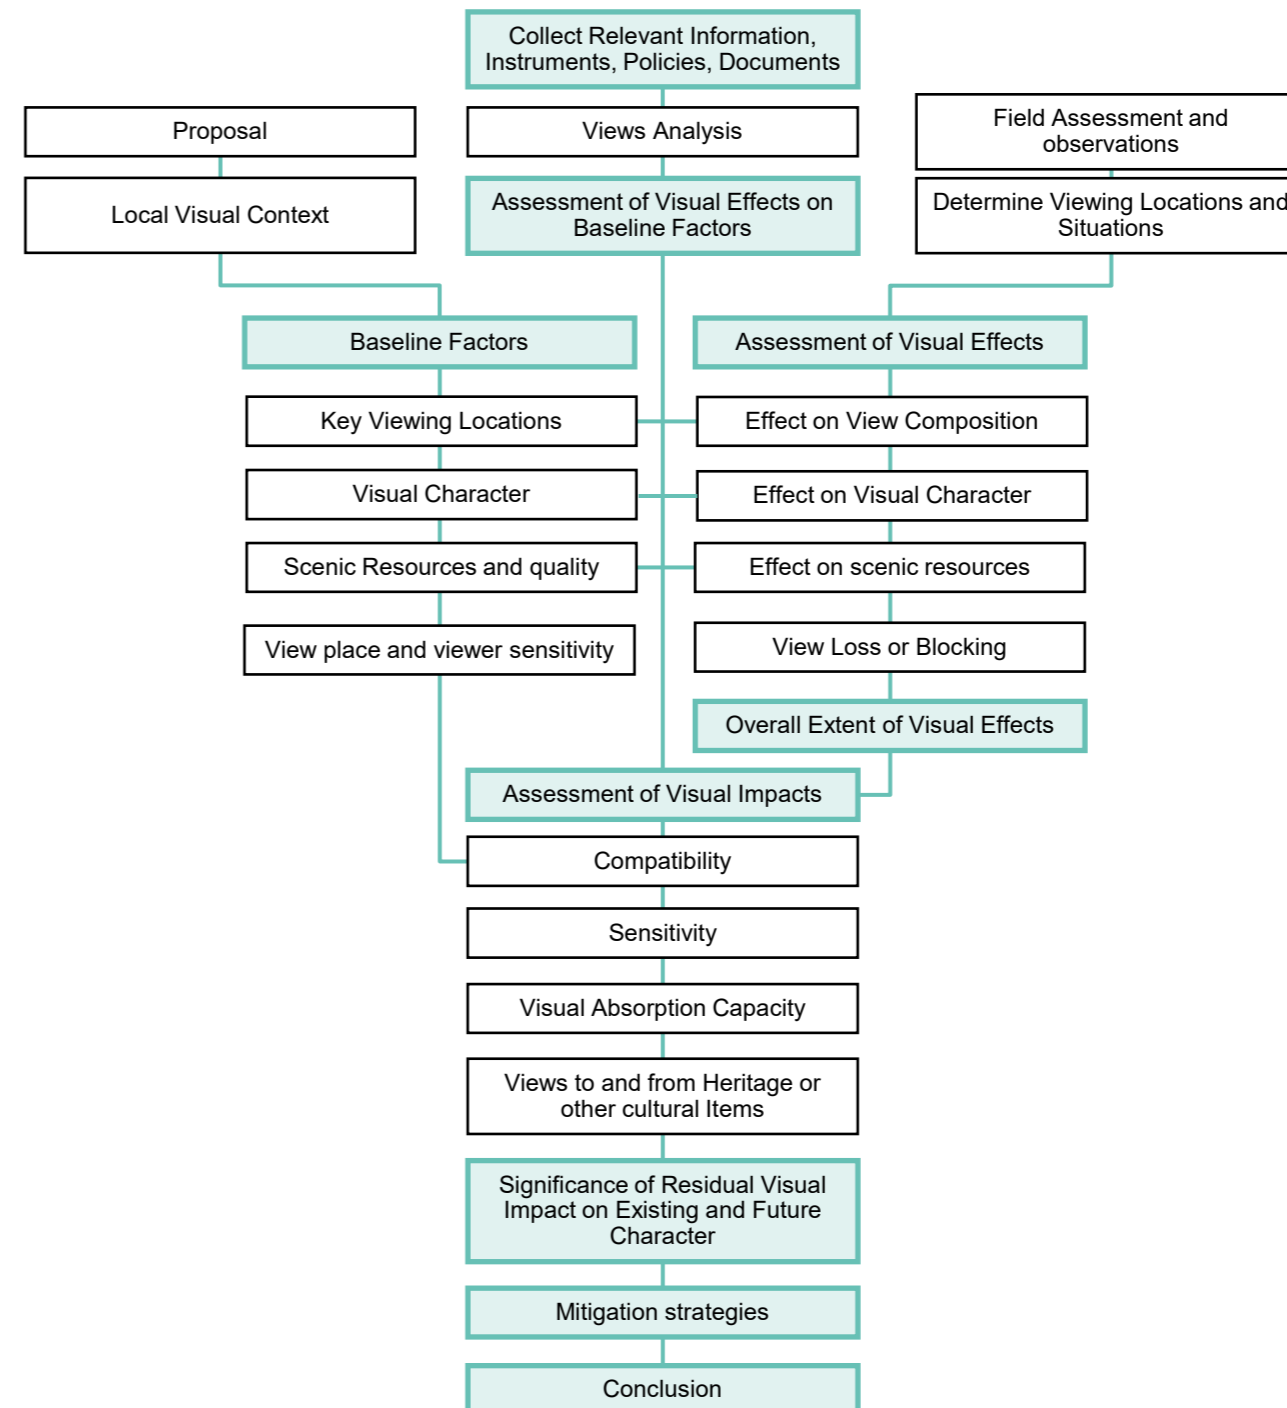 Collect Relevant Information,
Instruments, Policies, Documents
Proposal
Views Analysis
Field Assessment and
observations
Local Visual Context
Assessment of Visual Effects on
Baseline Factors
Determine Viewing Locations and
Situations
Baseline Factors
Assessment of Visual Effects
Key Viewing Locations
Effect on View Composition
Visual Character
Effect on Visual Character
Scenic Resources and quality
Effect on scenic resources
View place and viewer sensitivity
View Loss or Blocking
Overall Extent of Visual Effects
Assessment of Visual Impacts
Compatibility
Sensitivity
Visual Absorption Capacity
Views to and from Heritage or
other cultural Items
Significance of Residual Visual
Impact on Existing and Future
Character
Mitigation strategies
Conclusion